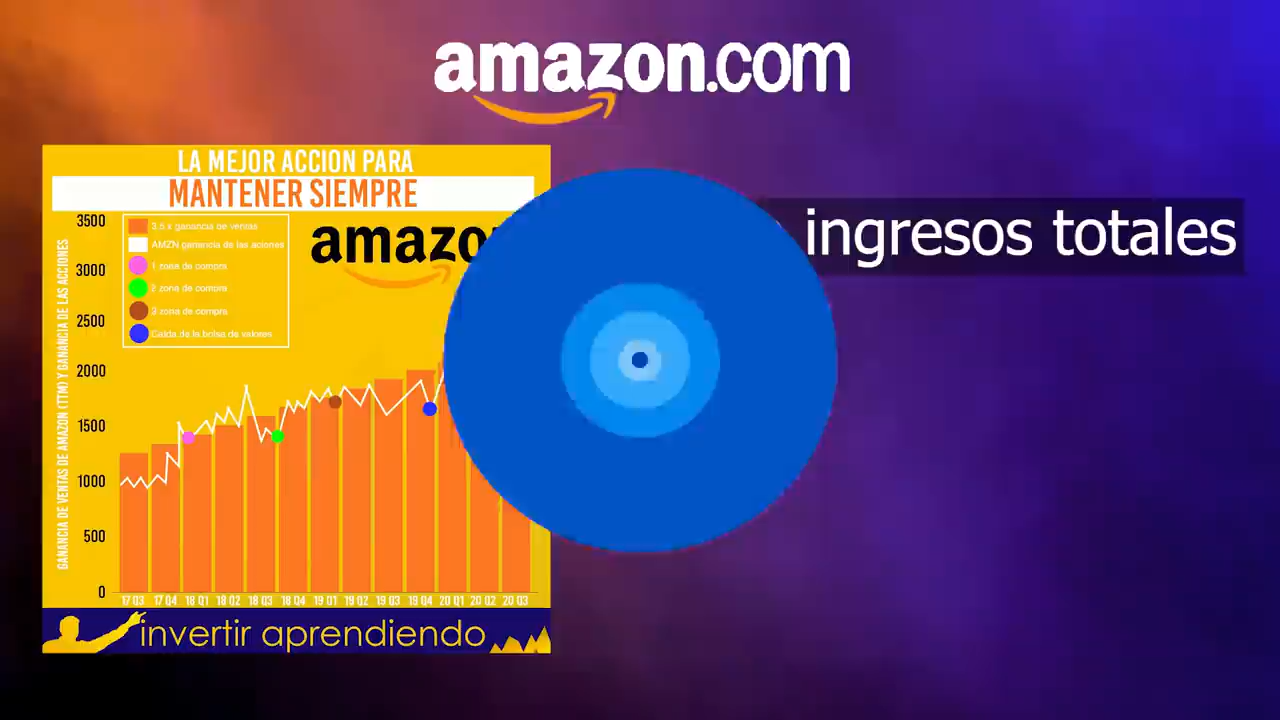 amazon.com
LA MEJOR ACCION PARA
MANTENER SIEMPRE
ingresos totales
3500
3000
2500
2000
1500
1000
500
0
GANANCIA DE VENTAS DE AMAZON (TTM) Y GANANCIA DE LAS ACCIONES
3.5 x ganancia de ventas
AMZN ganancia de las aciones
1 zona de compra
2 zona de compra
3 zona de compra
Caida de la bolsa de valores
17 Q3 17 Q4 18 Q1 18 Q2 18 Q3 18 Q4 19 Q1 19 Q2 19 Q3 19 Q4 20 Q1 20 Q2 20 Q3
invertir aprendiendo